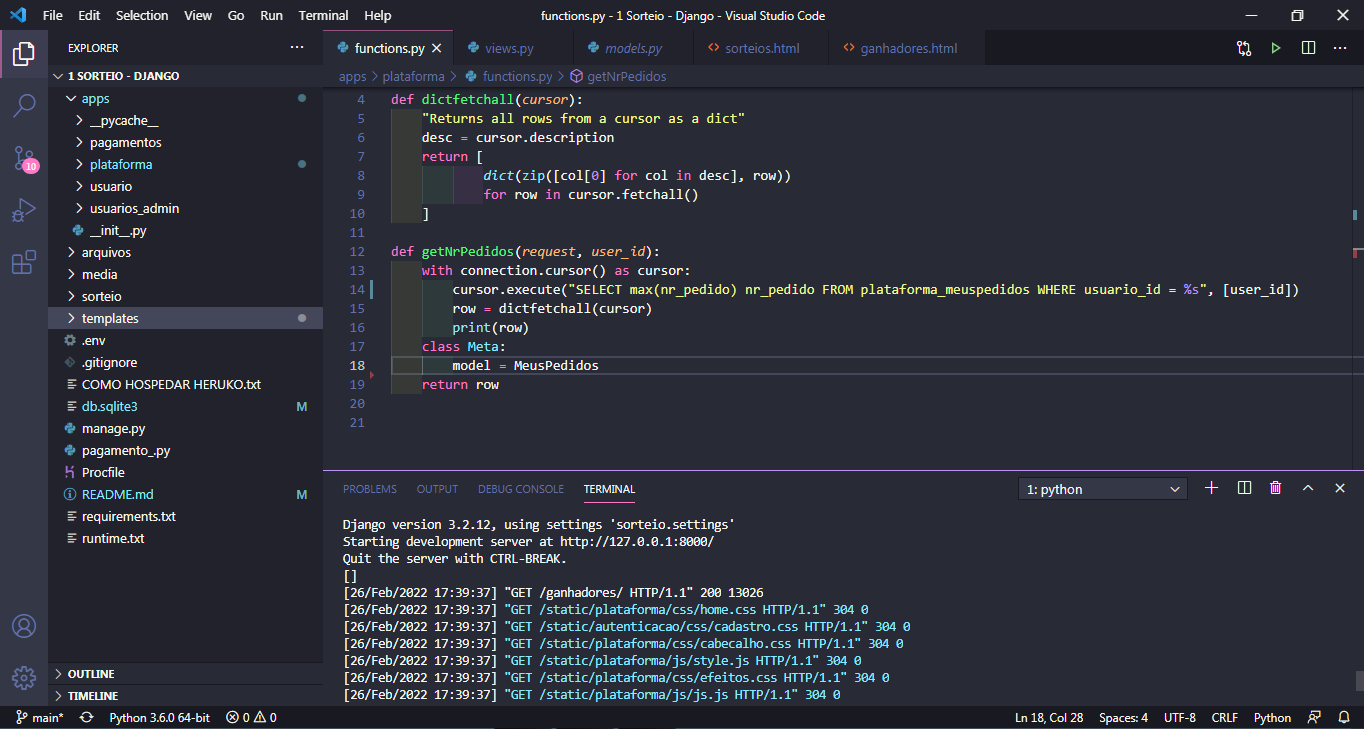 File Edit Selection View Go Run Terminal Help functions.py - 1 Sorteio - Django - Visual Studio Code
EXPLORER
1 SORTEIO - DJANGO
apps
__pycache__
pagamentos
plataforma
usuario
usuarios_admin
__init__.py
arquivos
media
sorteio
templates
.env
.gitignore
COMO HOSPEDAR HERUKO.txt
db.sqlite3 M
manage.py
pagamento_.py
Procfile
README.md M
requirements.txt
runtime.txt
OUTLINE
TIMELINE
10
functions.py views.py models.py sorteios.html ganhadores.html
apps > plataforma > functions.py > getNrPedidos
4 def dictfetchall(cursor):
5 "Returns all rows from a cursor as a dict"
6 desc = cursor.description
7 return [
8 dict(zip([col[0] for col in desc], row))
9 for row in cursor.fetchall()
10 ]
11
12 def getNrPedidos(request, user_id):
13 with connection.cursor() as cursor:
14 cursor.execute("SELECT max(nr_pedido) nr_pedido FROM plataforma_meuspedidos WHERE usuario_id = %s", [user_id])
15 row = dictfetchall(cursor)
16 print(row)
17 class Meta:
18 model = MeusPedidos
19 return row
20
21
PROBLEMS OUTPUT DEBUG CONSOLE TERMINAL 1: python
Django version 3.2.12, using settings 'sorteio.settings'
Starting development server at http://127.0.0.1:8000/
Quit the server with CTRL-BREAK.
[]
[26/Feb/2022 17:39:37] "GET /ganhadores/ HTTP/1.1" 200 13026
[26/Feb/2022 17:39:37] "GET /static/plataforma/css/home.css HTTP/1.1" 304 0
[26/Feb/2022 17:39:37] "GET /static/autenticacao/css/cadastro.css HTTP/1.1" 304 0
[26/Feb/2022 17:39:37] "GET /static/plataforma/css/cabecalho.css HTTP/1.1" 304 0
[26/Feb/2022 17:39:37] "GET /static/plataforma/js/style.js HTTP/1.1" 304 0
[26/Feb/2022 17:39:37] "GET /static/plataforma/css/efeitos.css HTTP/1.1" 304 0
[26/Feb/2022 17:39:37] "GET /static/plataforma/js/js.js HTTP/1.1" 304 0
main* Python 3.6.0 64-bit 0 0 Ln 18, Col 28 Spaces: 4 UTF-8 CRLF Python